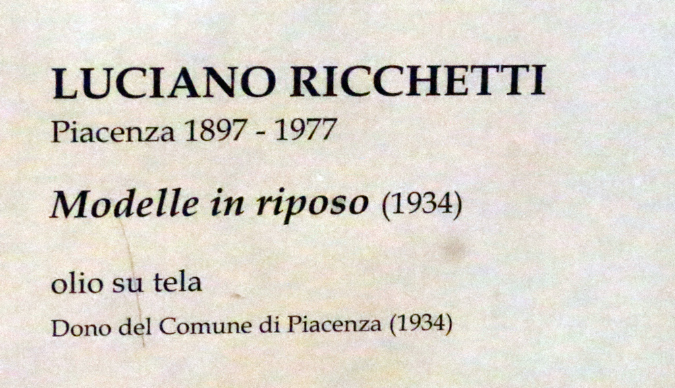 LUCIANO RICCHETTI
Piacenza 1897 - 1977
Modelle in riposo (1934)
olio su tela
Dono del Comune di Piacenza (1934)